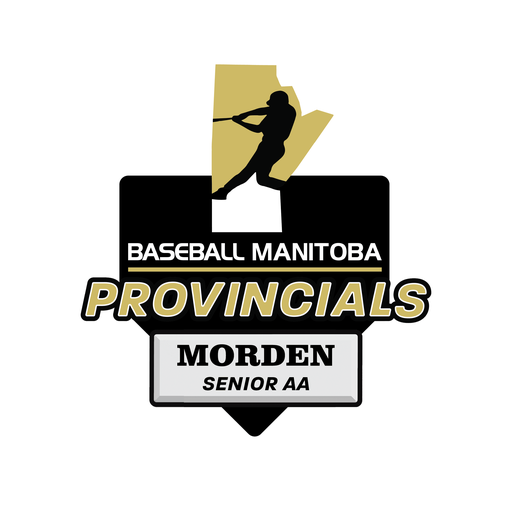 BASEBALL MANITOBA
PROVINCIALS
MORDEN
SENIOR AA